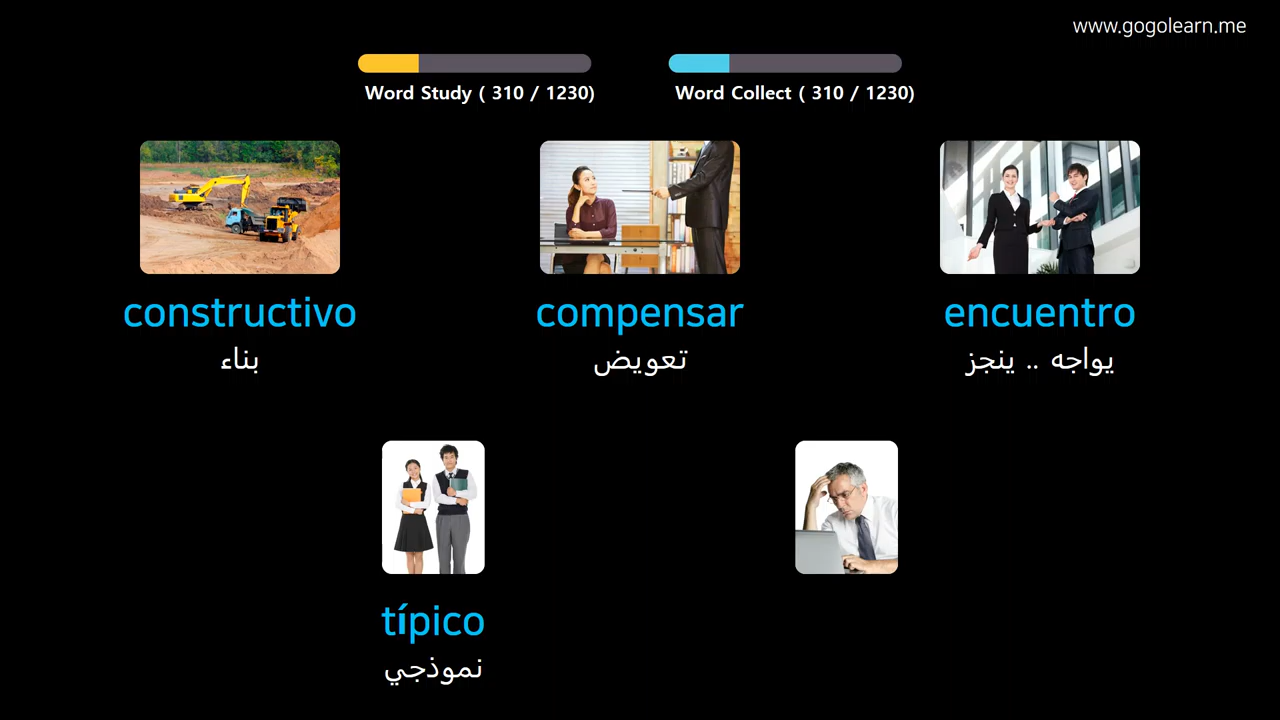 www.gogolearn.me
Word Study ( 310 / 1230)
Word Collect ( 310 / 1230)
constructivo
بناء
compensar
تعويض
encuentro
يواجه .. ينجز
típico
نموذجي